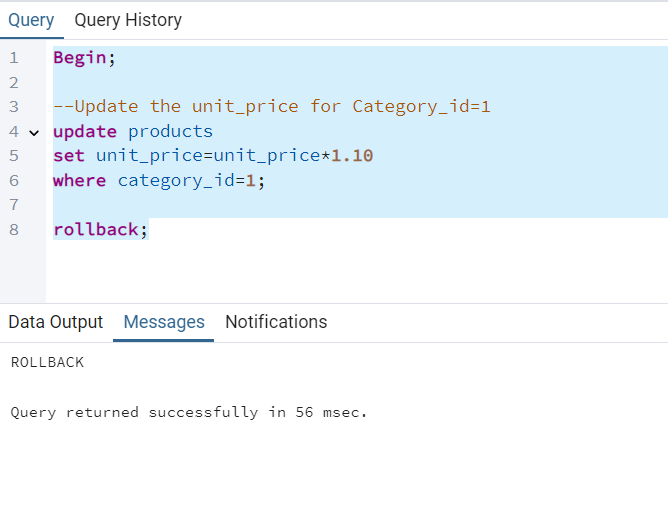 Query Query History
1 Begin;
2
3 --Update the unit_price for Category_id=1
4 update products
5 set unit_price=unit_price*1.10
6 where category_id=1;
7
8 rollback;
Data Output Messages Notifications
ROLLBACK
Query returned successfully in 56 msec.